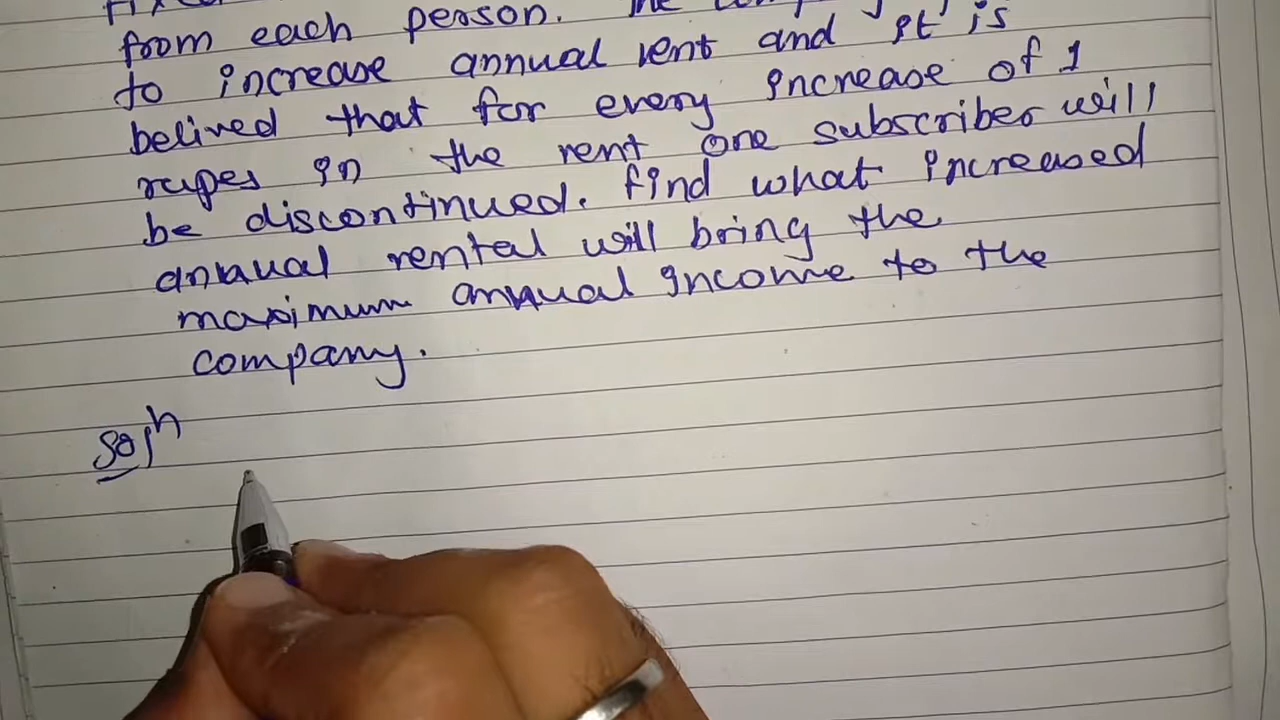 from each person. The
to increase annual rent and it is
belived that for every increase of 1
rupes in the rent one subscriber will
be discontinued. find what increased
annual rental will bring the
maximum annual income to the
company.
Soln